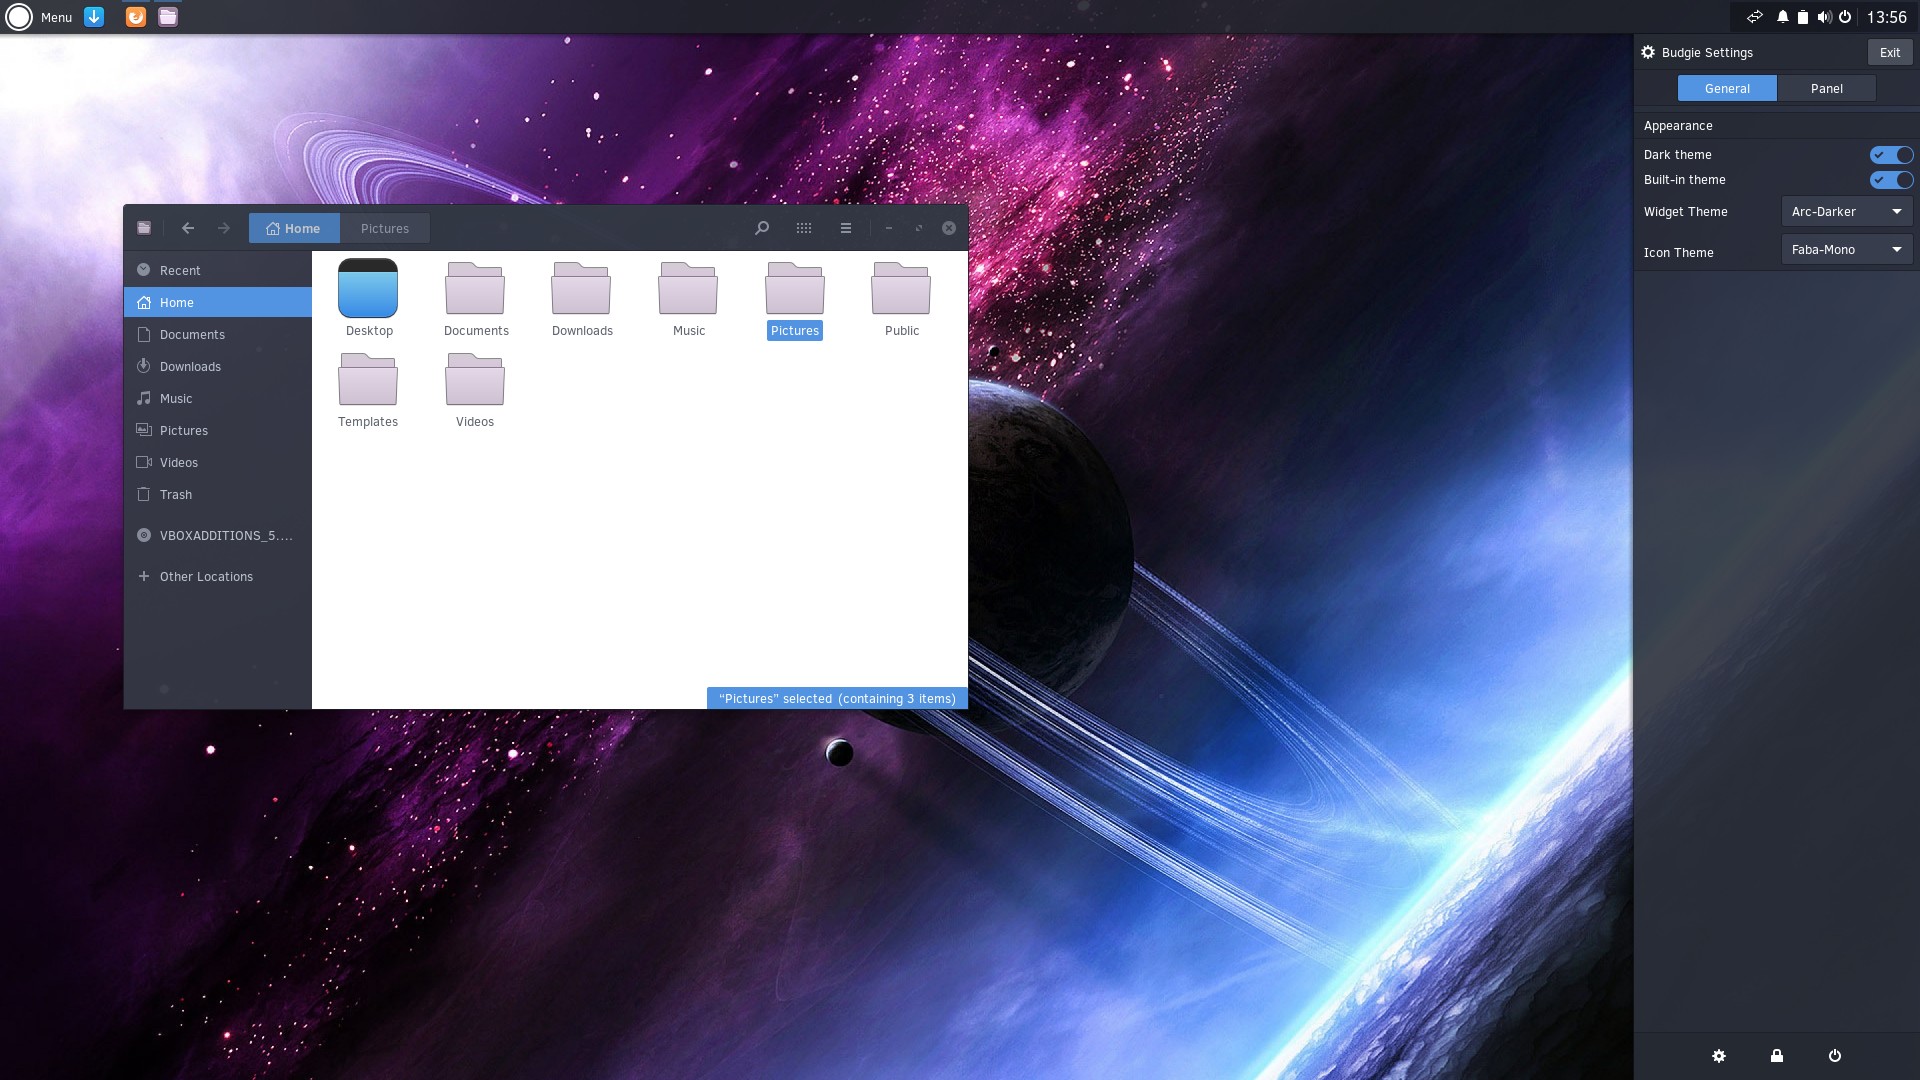 Menu
13:56
Budgie Settings
Exit
General
Panel
Appearance
Dark theme
Built-in theme
Widget Theme
Arc-Darker
Icon Theme
Faba-Mono
Home
Pictures
Recent
Home
Documents
Downloads
Music
Pictures
Videos
Trash
VBOXADDITIONS_5....
Other Locations
Desktop
Documents
Downloads
Music
Pictures
Public
Templates
Videos
“Pictures” selected (containing 3 items)